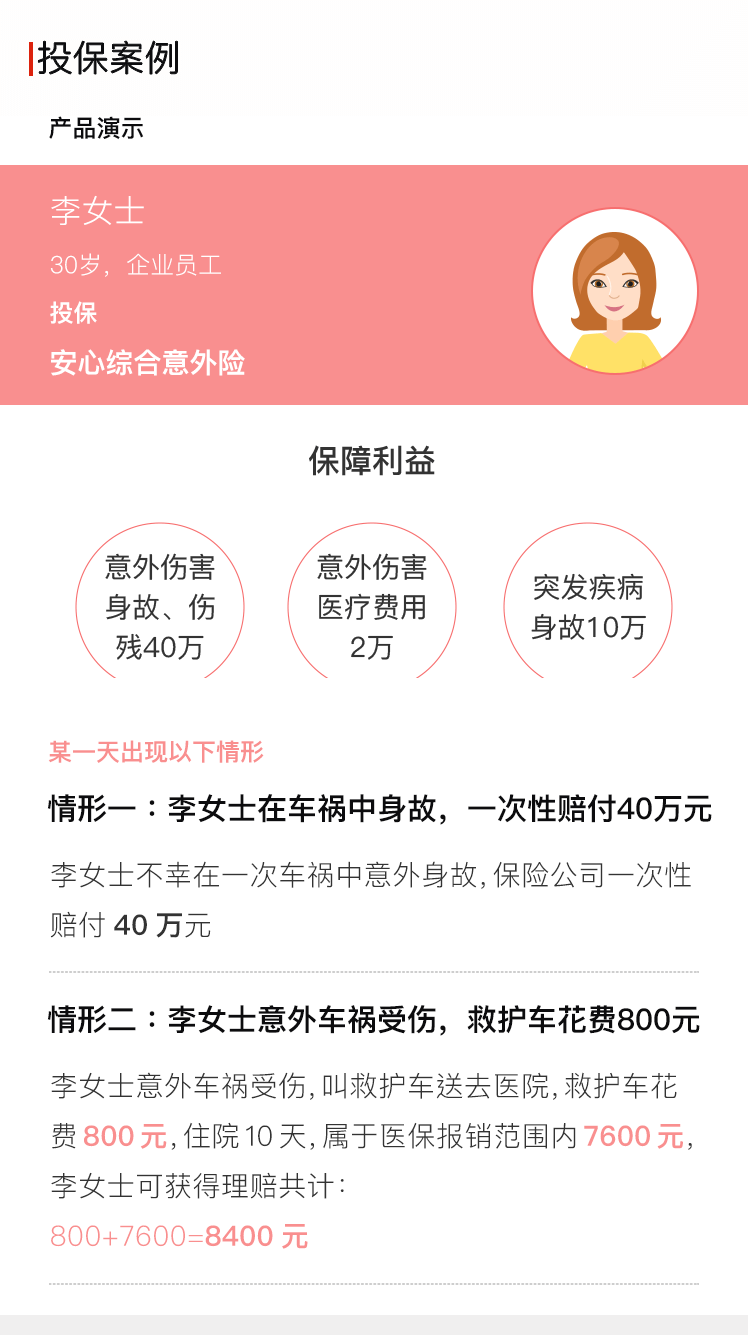 投保案例
产品演示
李女士
30岁，企业员工
投保
安心综合意外险
保障利益
意外伤害
身故、伤
残40万
意外伤害
医疗费用
2万
突发疾病
身故10万
某一天出现以下情形
情形一：李女士在车祸中身故，一次性赔付40万元
李女士不幸在一次车祸中意外身故,保险公司一次性
赔付 40 万元
情形二：李女士意外车祸受伤，救护车花费800元
李女士意外车祸受伤,叫救护车送去医院,救护车花
费 800 元,住院 10 天,属于医保报销范围内 7600 元,
李女士可获得理赔共计:
800+7600=8400 元